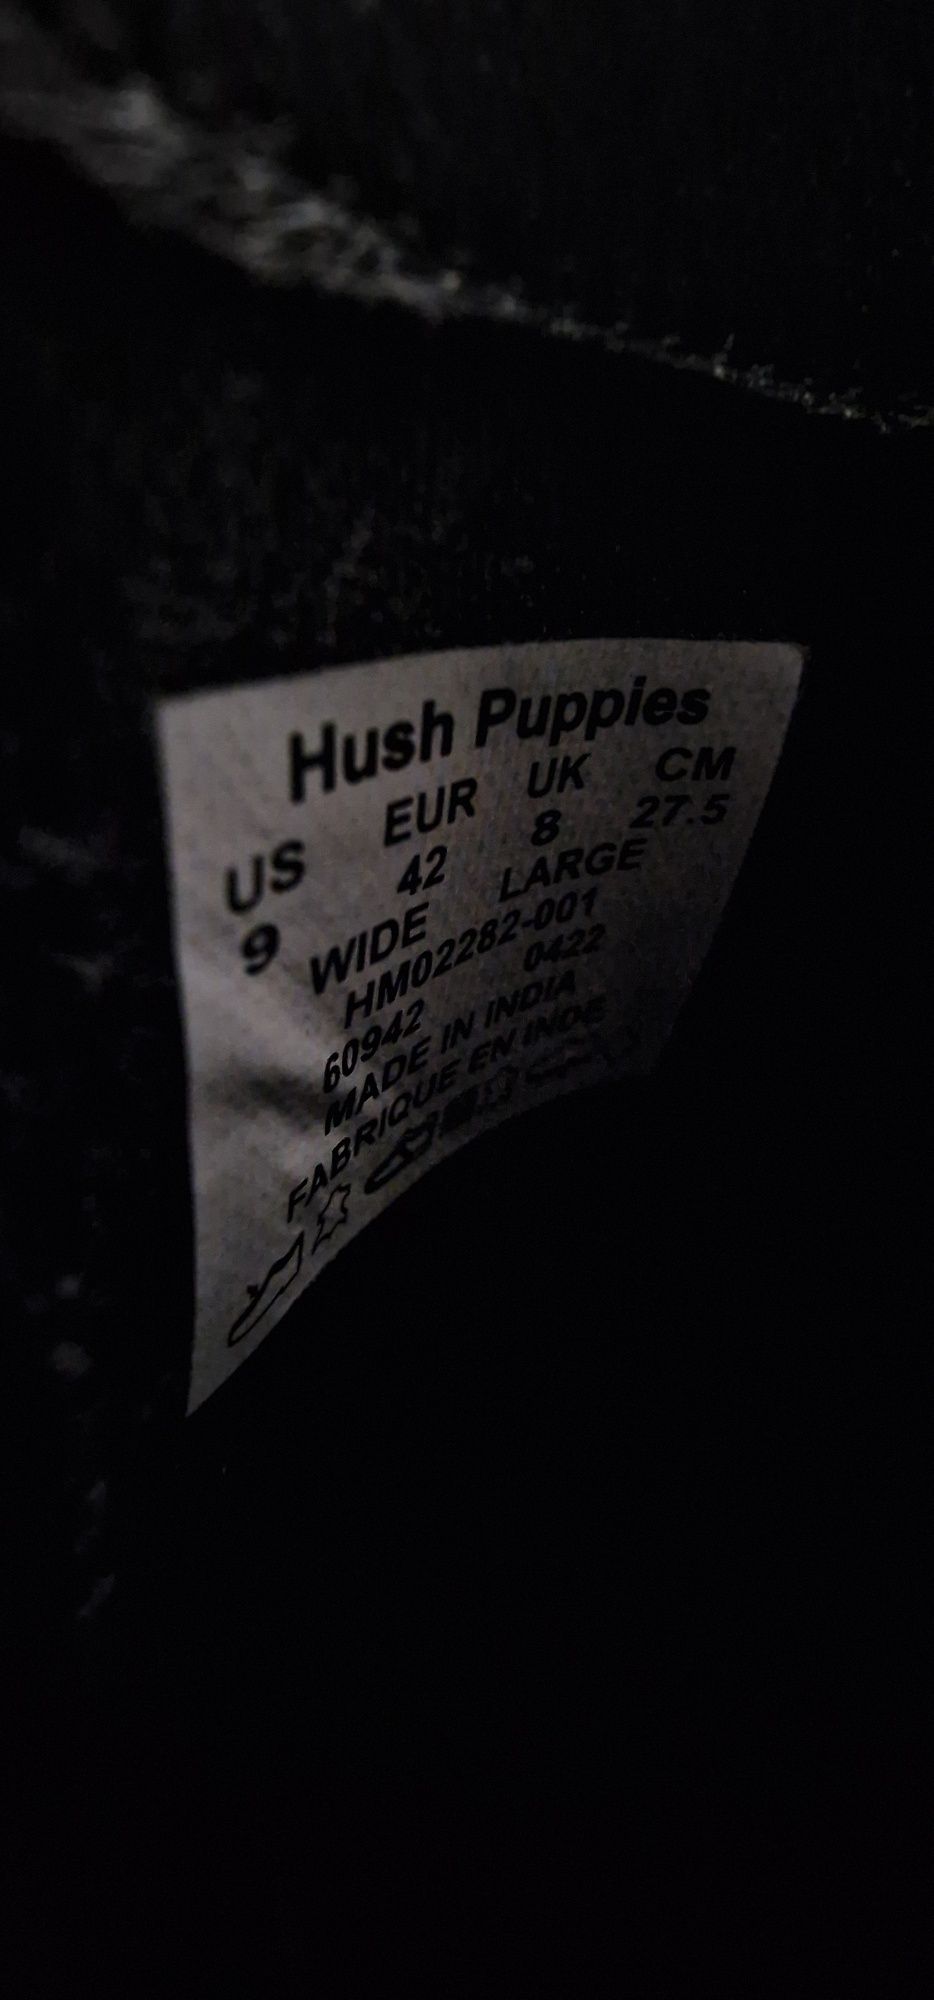 Hush Puppies
US EUR UK CM
9 42 8 27.5
WIDE LARGE
HM02282-001
60942 0422
MADE IN INDIA
FABRIQUE EN INDE